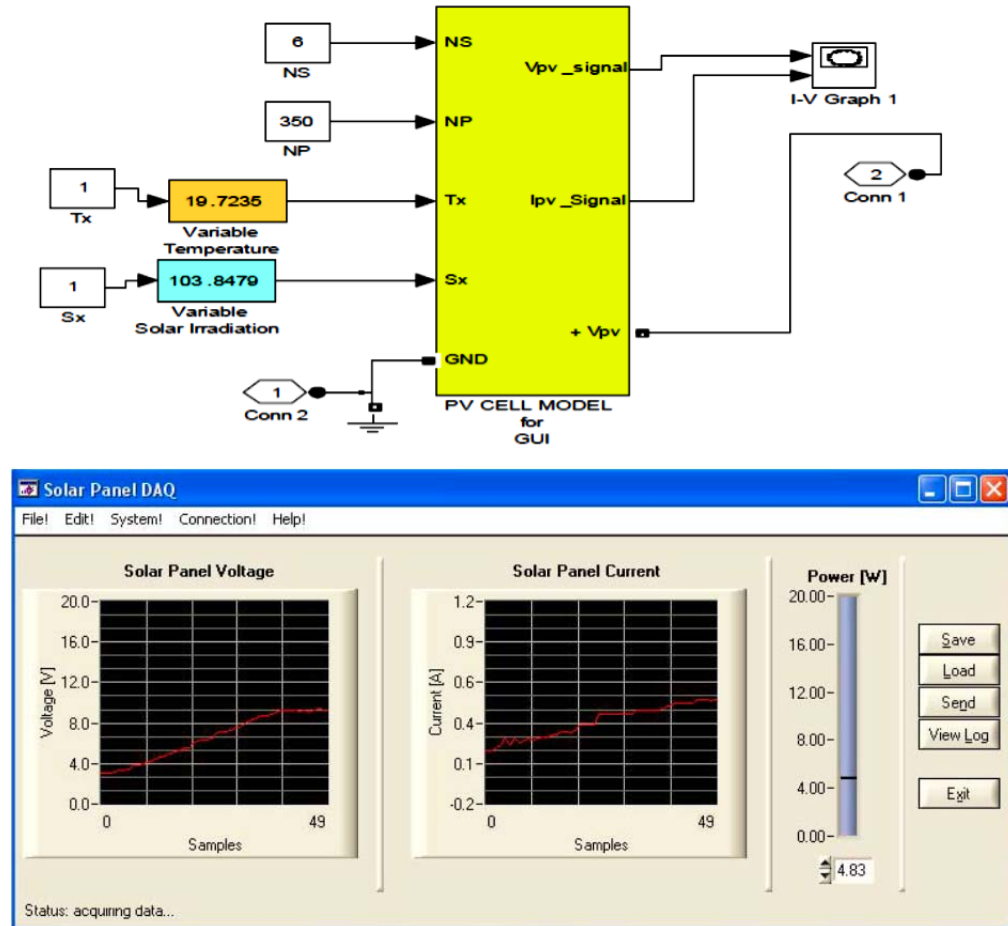 6
NS
350
NP
1
Tx
19.7235
Variable
Temperature
1
Sx
103.8479
Variable
Solar Irradiation
NS
NP
Tx
Sx
GND
Vpv_signal
Ipv_Signal
+ Vpv
PV CELL MODEL
for
GUI
I-V Graph 1
2
Conn 1
1
Conn 2
Solar Panel DAQ
File! Edit! System! Connection! Help!
Solar Panel Voltage
Voltage [V]
20.0
16.0
12.0
8.0
4.0
0.0
0 49
Samples
Solar Panel Current
Current [A]
1.2
0.9
0.6
0.4
0.1
-0.2
0 49
Samples
Power [W]
20.00
16.00
12.00
8.00
4.00
0.00
4.83
Save
Load
Send
View Log
Exit
Status: acquiring data...